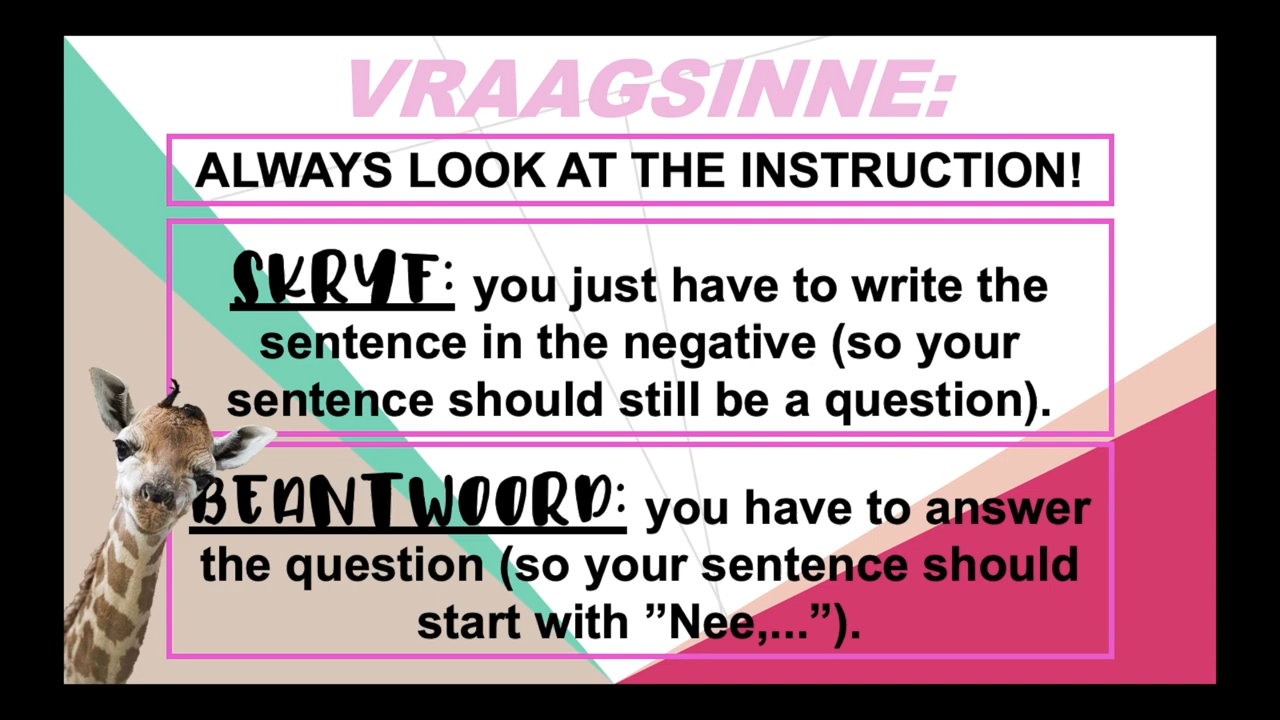 VRAAGSINNE:
ALWAYS LOOK AT THE INSTRUCTION!
SKRYF: you just have to write the
sentence in the negative (so your
sentence should still be a question).
BEANTWOORD: you have to answer
the question (so your sentence should
start with ”Nee,...”).